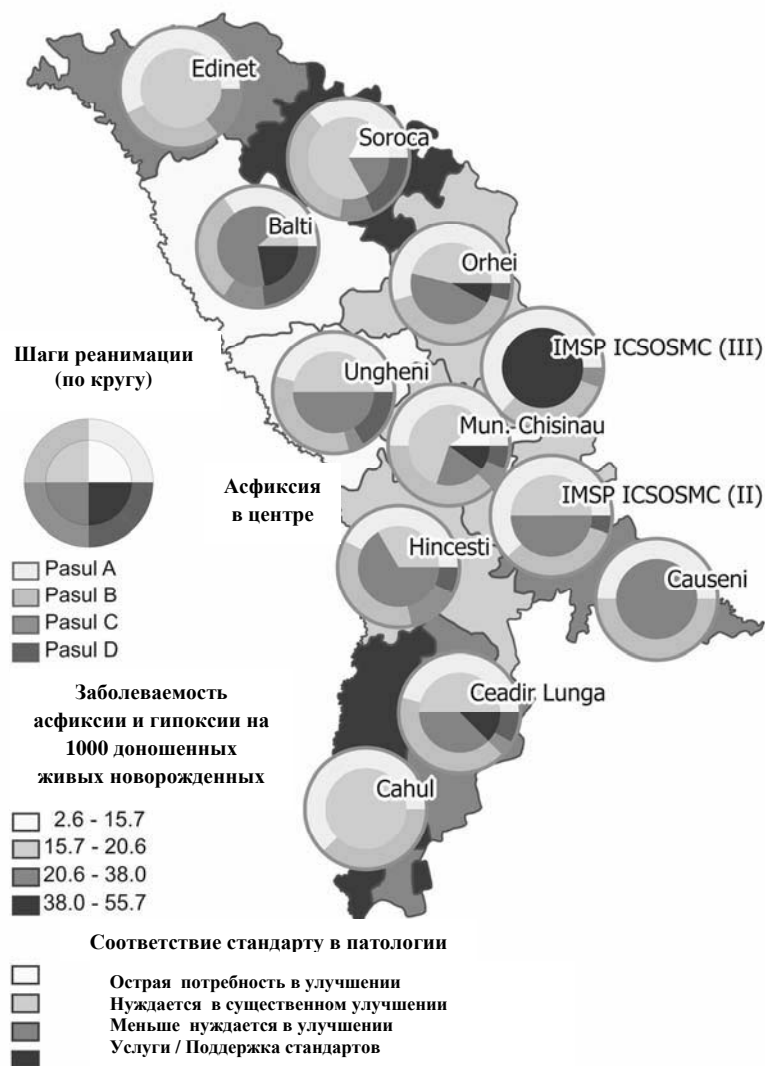 Edinet
Soroca
Balti
Orhei
IMSP ICSOSMC (III)
Шаги реанимации
(по кругу)
Ungheni
Mun. Chisinau
Асфиксия
в центре
IMSP ICSOSMC (II)
Hincesti
Causeni
Pasul A
Pasul B
Pasul C
Pasul D
Заболеваемость
асфиксии и гипоксии на
1000 доношенных
живых новорожденных
Ceadir Lunga
Cahul
2.6 - 15.7
15.7 - 20.6
20.6 - 38.0
38.0 - 55.7
Соответствие стандарту в патологии
Острая потребность в улучшении
Нуждается в существенном улучшении
Меньше нуждается в улучшении
Услуги / Поддержка стандартов